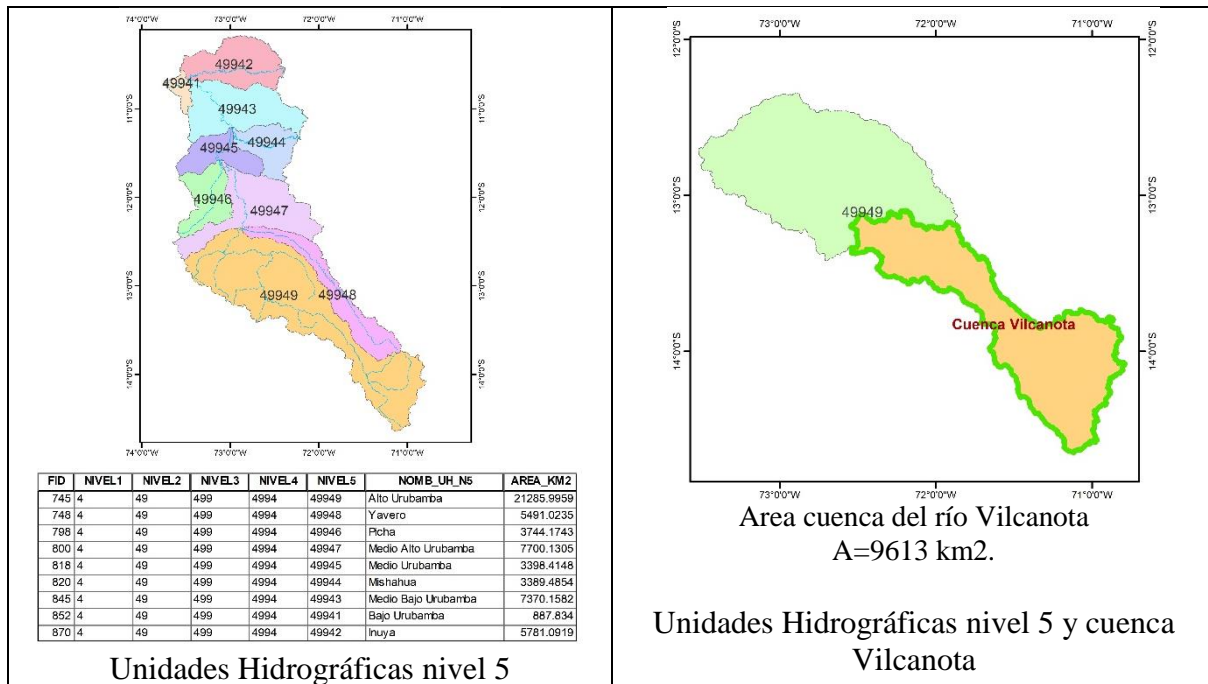 74°0'0"W 73°0'0"W 72°0'0"W 71°0'0"W
49942
49941
11°0'0"S
11°0'0"S
49943
49944
49945
12°0'0"S
12°0'0"S
49946
49947
13°0'0"S
13°0'0"S
49949
49948
14°0'0"S
14°0'0"S
74°0'0"W 73°0'0"W 72°0'0"W 71°0'0"W
FID NIVEL1 NIVEL2 NIVEL3 NIVEL4 NIVEL5 NOMB_UH_N5 AREA_KM2
745 4 49 499 4994 49949 Alto Urubamba 21285.9959
748 4 49 499 4994 49948 Yavero 5491.0235
798 4 49 499 4994 49946 Picha 3744.1743
800 4 49 499 4994 49947 Medio Alto Urubamba 7700.1305
818 4 49 499 4994 49945 Medio Urubamba 3398.4148
820 4 49 499 4994 49944 Mishahua 3389.4854
845 4 49 499 4994 49943 Medio Bajo Urubamba 7370.1582
852 4 49 499 4994 49941 Bajo Urubamba 887.834
870 4 49 499 4994 49942 Inuya 5781.0919
Unidades Hidrográficas nivel 5
73°0'0"W 72°0'0"W 71°0'0"W
12°0'0"S
12°0'0"S
13°0'0"S
13°0'0"S
49949
Cuenca Vilcanota
14°0'0"S
14°0'0"S
73°0'0"W 72°0'0"W 71°0'0"W
Area cuenca del río Vilcanota
A=9613 km2.
Unidades Hidrográficas nivel 5 y cuenca
Vilcanota